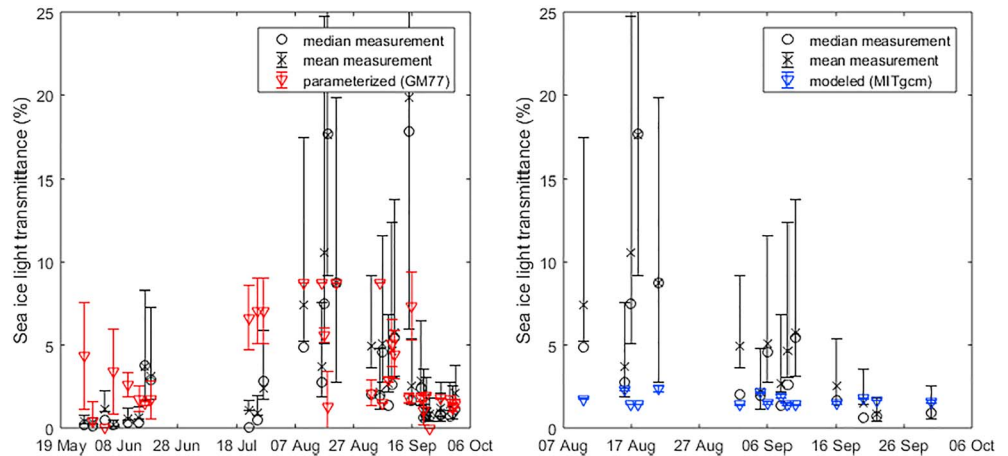 25
20
15
10
5
0
Sea ice light transmittance (%)
median measurement
mean measurement
parameterized (GM77)
19 May
08 Jun
28 Jun
18 Jul
07 Aug
27 Aug
16 Sep
06 Oct
25
20
15
10
5
0
Sea ice light transmittance (%)
median measurement
mean measurement
modeled (MITgcm)
07 Aug
17 Aug
27 Aug
06 Sep
16 Sep
26 Sep
06 Oct